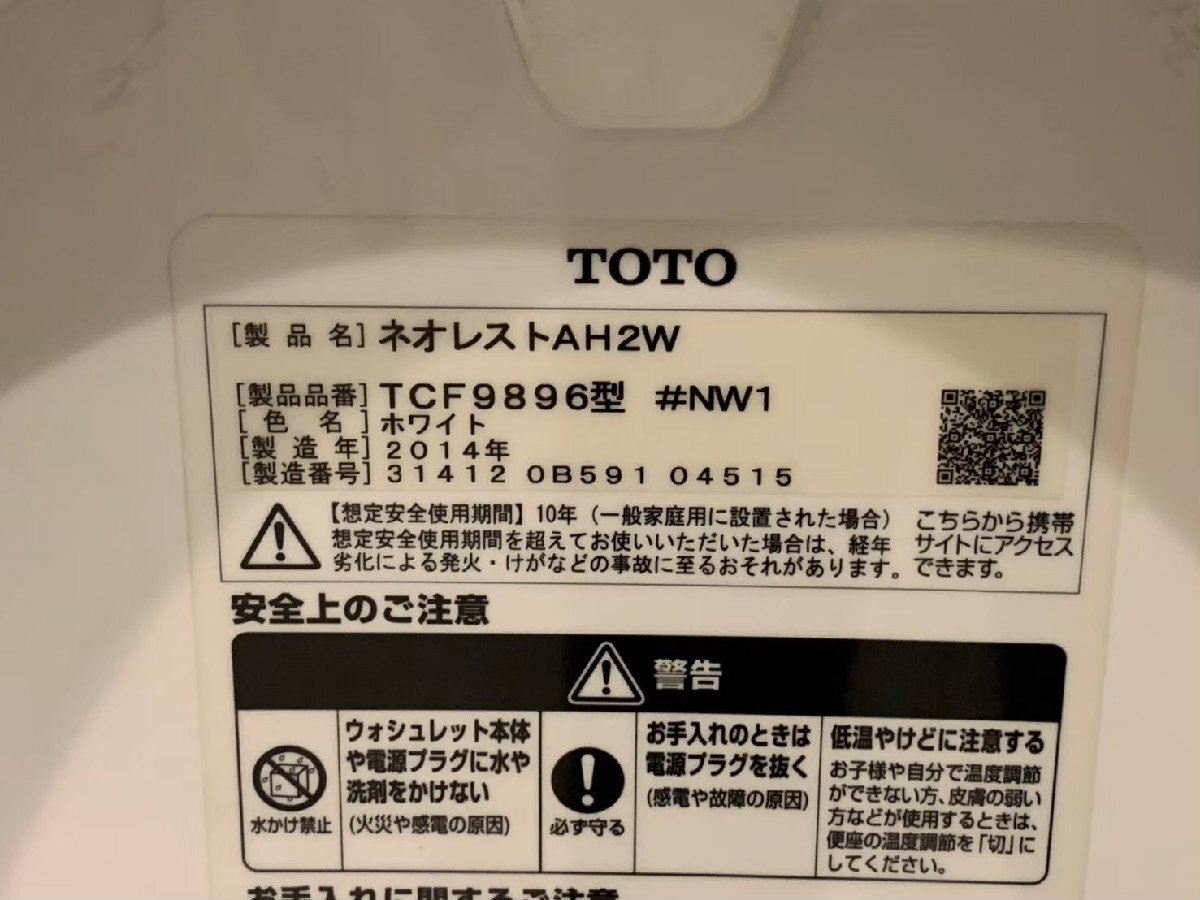 TOTO
[製品名] ネオレストAH2W
[製品品番] TCF9896型 #NW1
[色名] ホワイト
[製造年] 2014年
[製造番号] 31412 0B591 04515
【想定安全使用期間】10年（一般家庭用に設置された場合）
想定安全使用期間を超えてお使いいただいた場合は、経年
劣化による発火・けがなどの事故に至るおそれがあります。
こちらから携帯
サイトにアクセス
できます。
安全上のご注意
警告
水かけ禁止
ウォシュレット本体
や電源プラグに水や
洗剤をかけない
(火災や感電の原因)
必ず守る
お手入れのときは
電源プラグを抜く
(感電や故障の原因)
低温やけどに注意する
お子様や自分で温度調節
ができない方、皮膚の弱い
方などが使用するときは、
便座の温度調節を「切」に
してください。
お手入れに関するご注意